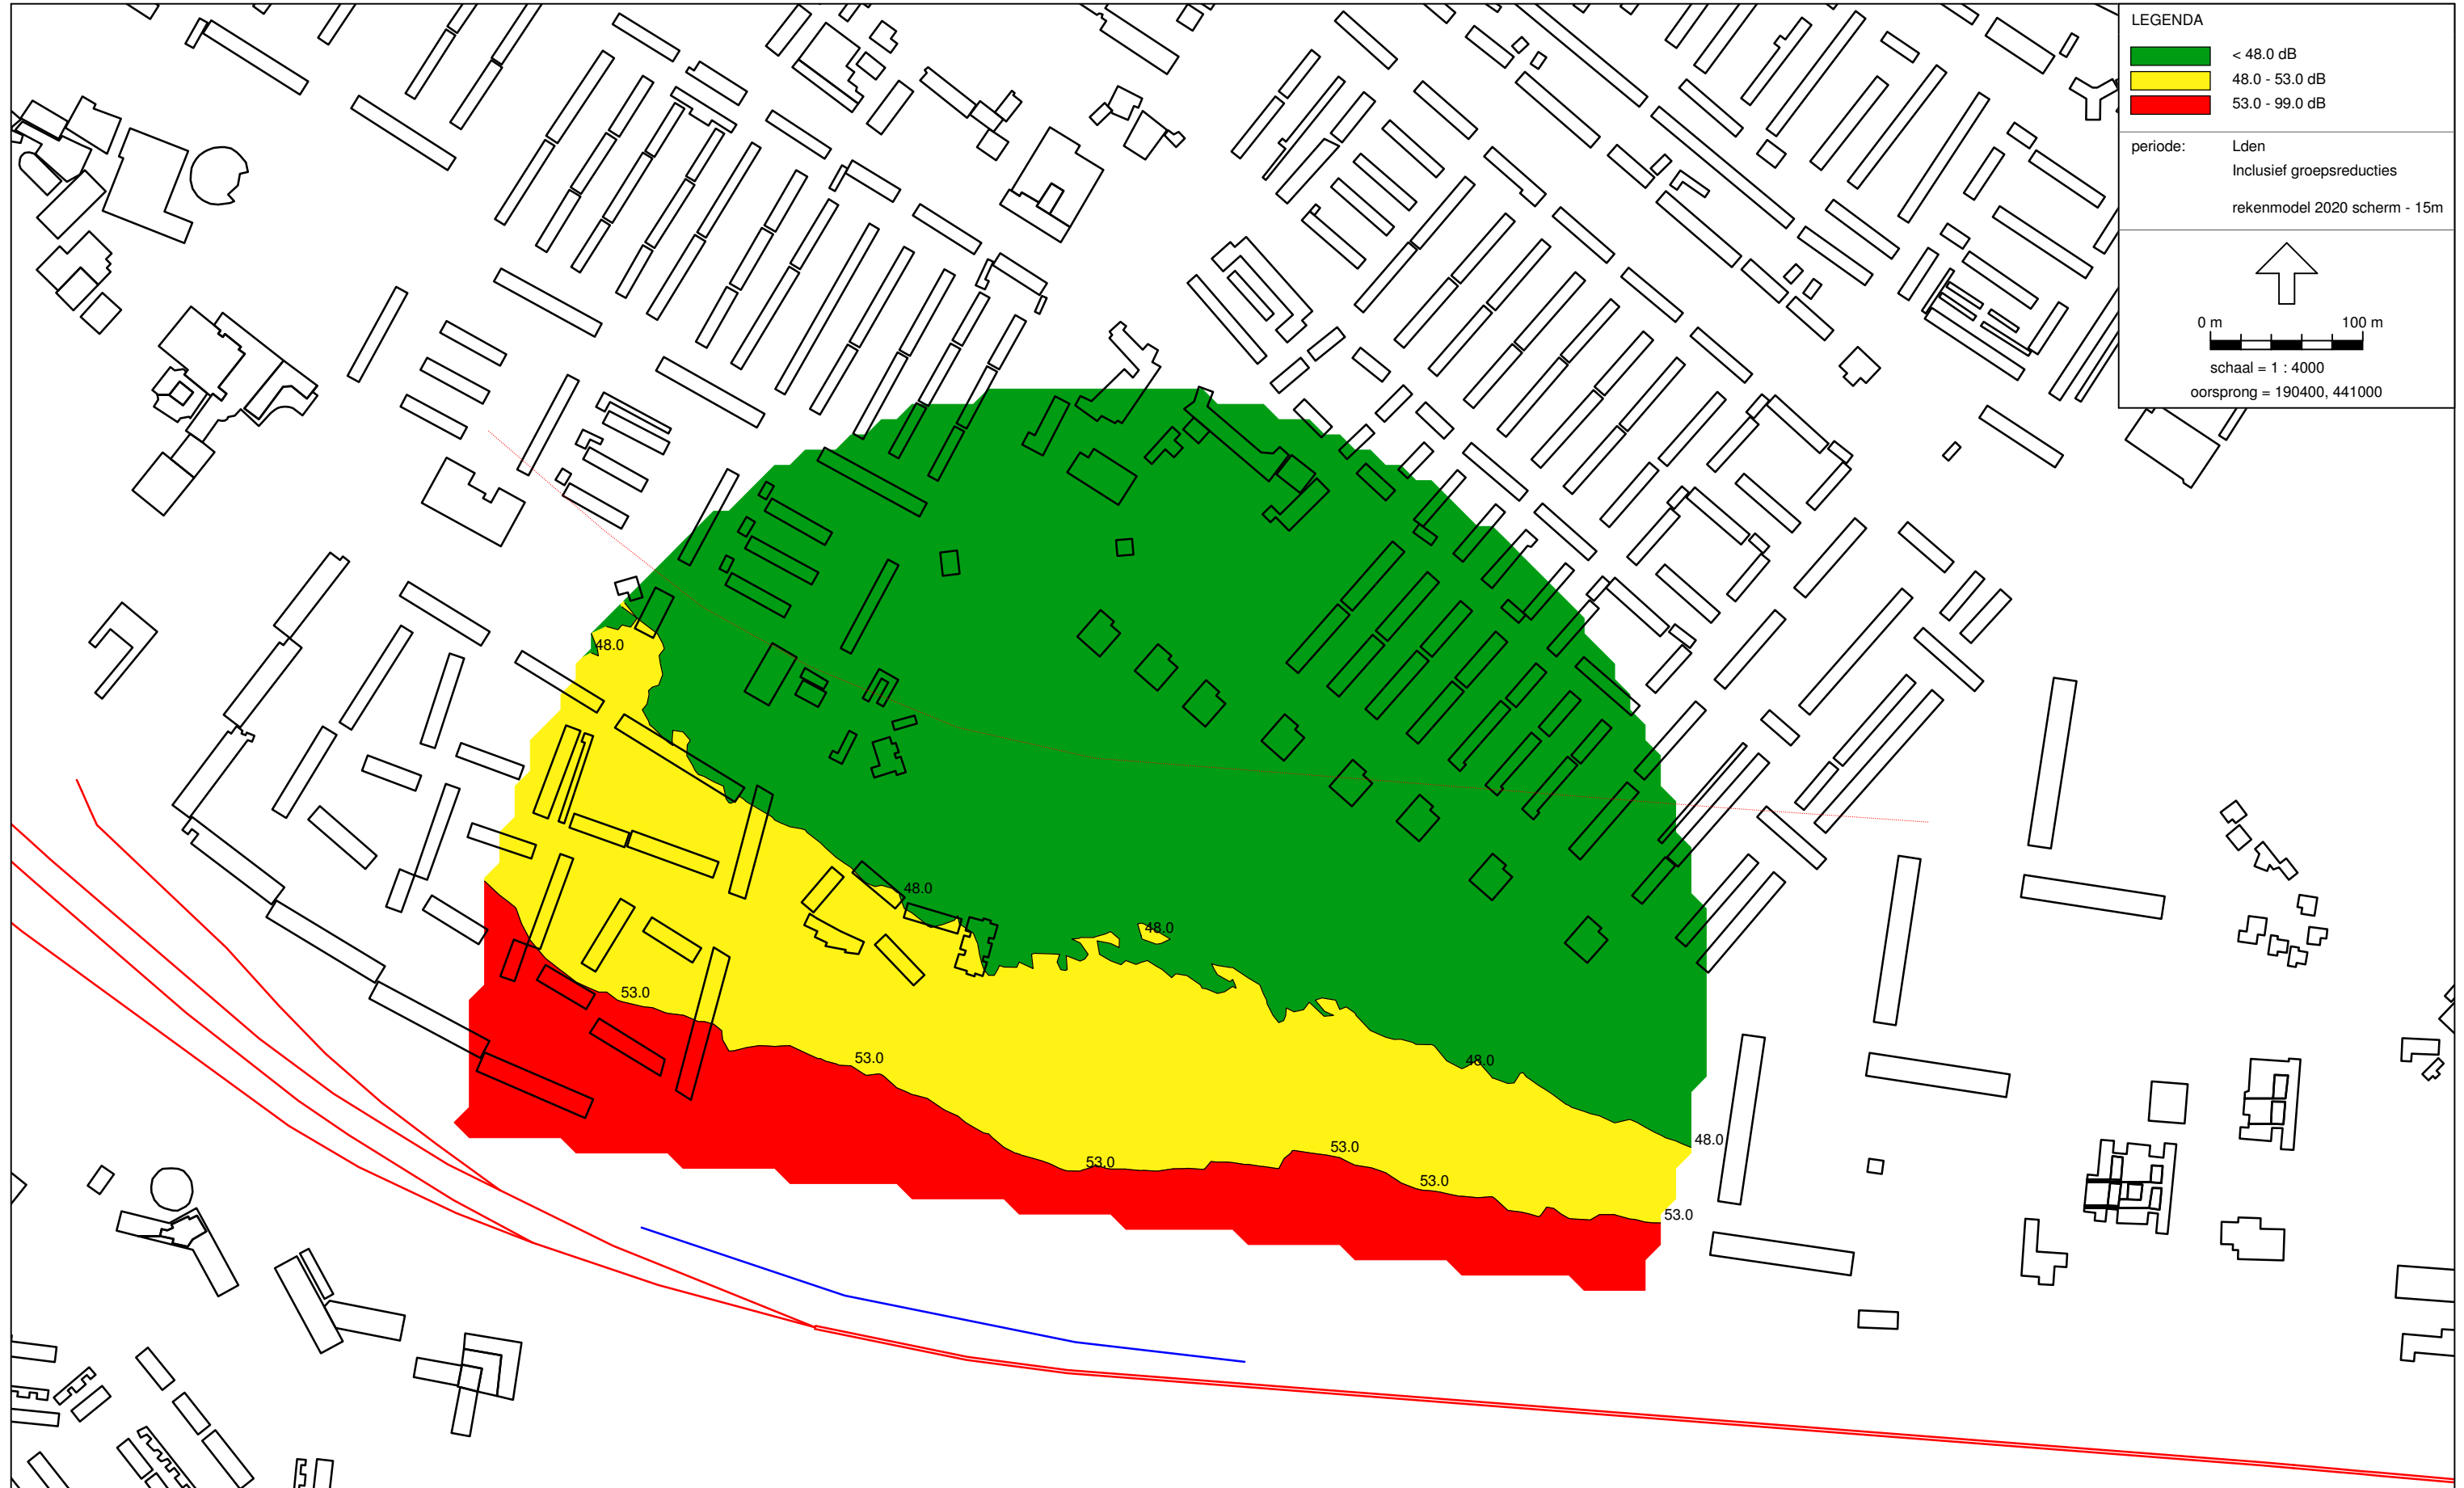 LEGENDA
< 48.0 dB
48.0 - 53.0 dB
53.0 - 99.0 dB
periode: Lden
Inclusief groepsreducties
rekenmodel 2020 scherm - 15m
0 m 100 m
schaal = 1 : 4000
oorsprong = 190400, 441000
48.0
48.0
48.0
53.0
53.0
48.0
48.0
53.0
53.0
53.0
53.0